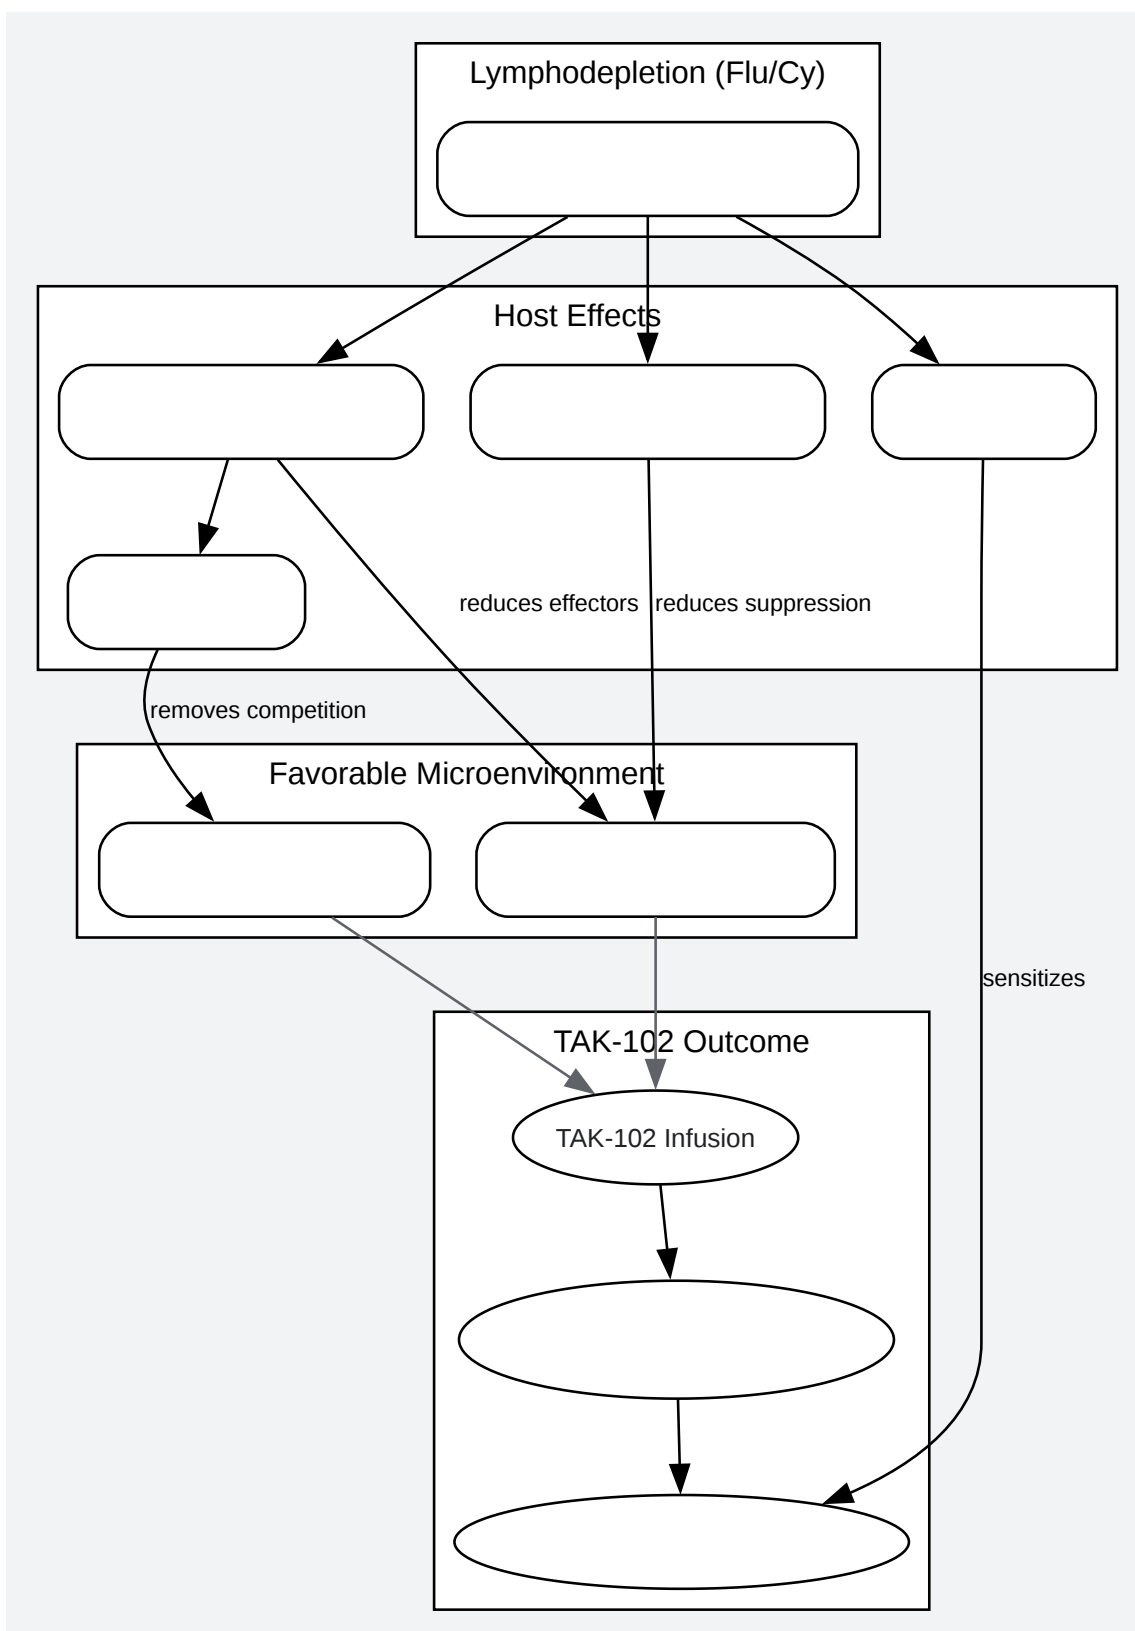 Lymphodepletion (Flu/Cy)
Host Effects
reduces effectors
reduces suppression
removes competition
Favorable Microenvironment
sensitizes
TAK-102 Outcome
TAK-102 Infusion